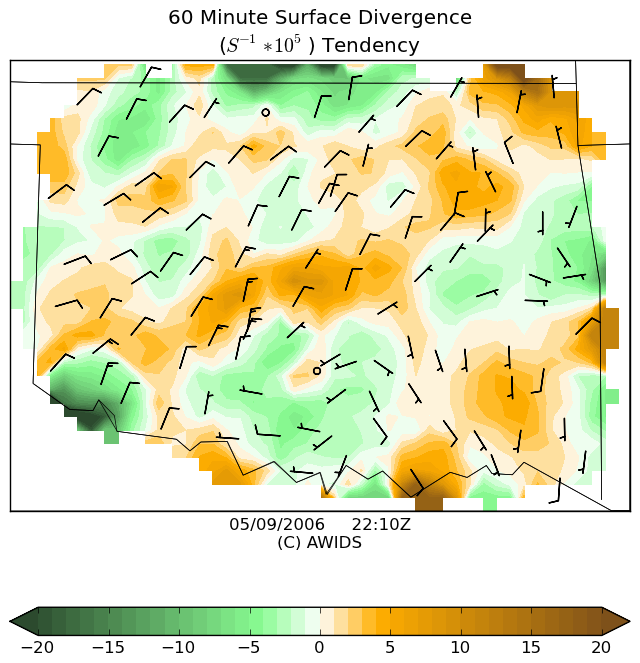 60 Minute Surface Divergence
(S⁻¹ *10⁵ ) Tendency
05/09/2006 22:10Z
(C) AWIDS
−20 −15 −10 −5 0 5 10 15 20